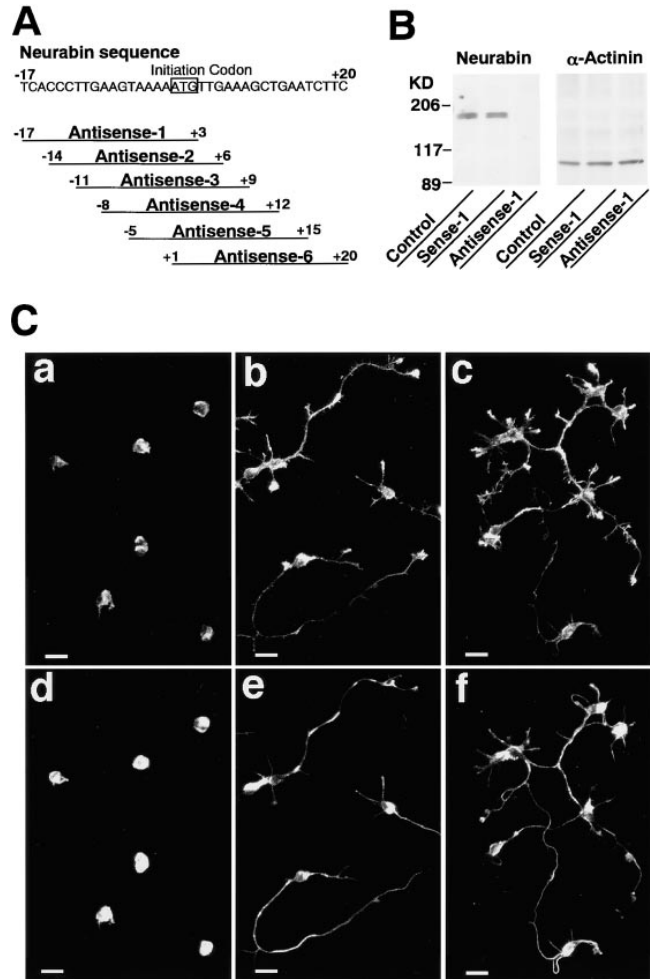 A
Neurabin sequence
-17 Initiation Codon +20
TCACCCTTGAAGTAAAAATGTTGAAAGCTGAATCTTC
-17 Antisense-1 +3
-14 Antisense-2 +6
-11 Antisense-3 +9
-8 Antisense-4 +12
-5 Antisense-5 +15
+1 Antisense-6 +20
B
Neurabin α-Actinin
KD
206
117
89
Control Sense-1 Antisense-1 Control Sense-1 Antisense-1
C
a b c
d e f